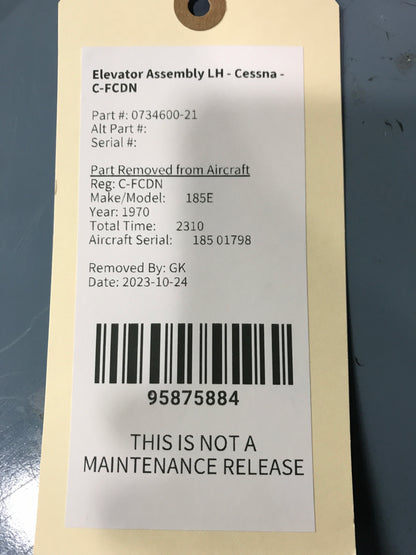 Elevator Assembly LH - Cessna -
C-FCDN
Part #: 0734600-21
Alt Part #:
Serial #:
Part Removed from Aircraft
Reg: C-FCDN
Make/Model: 185E
Year: 1970
Total Time: 2310
Aircraft Serial: 185 01798
Removed By: GK
Date: 2023-10-24
95875884
THIS IS NOT A
MAINTENANCE RELEASE